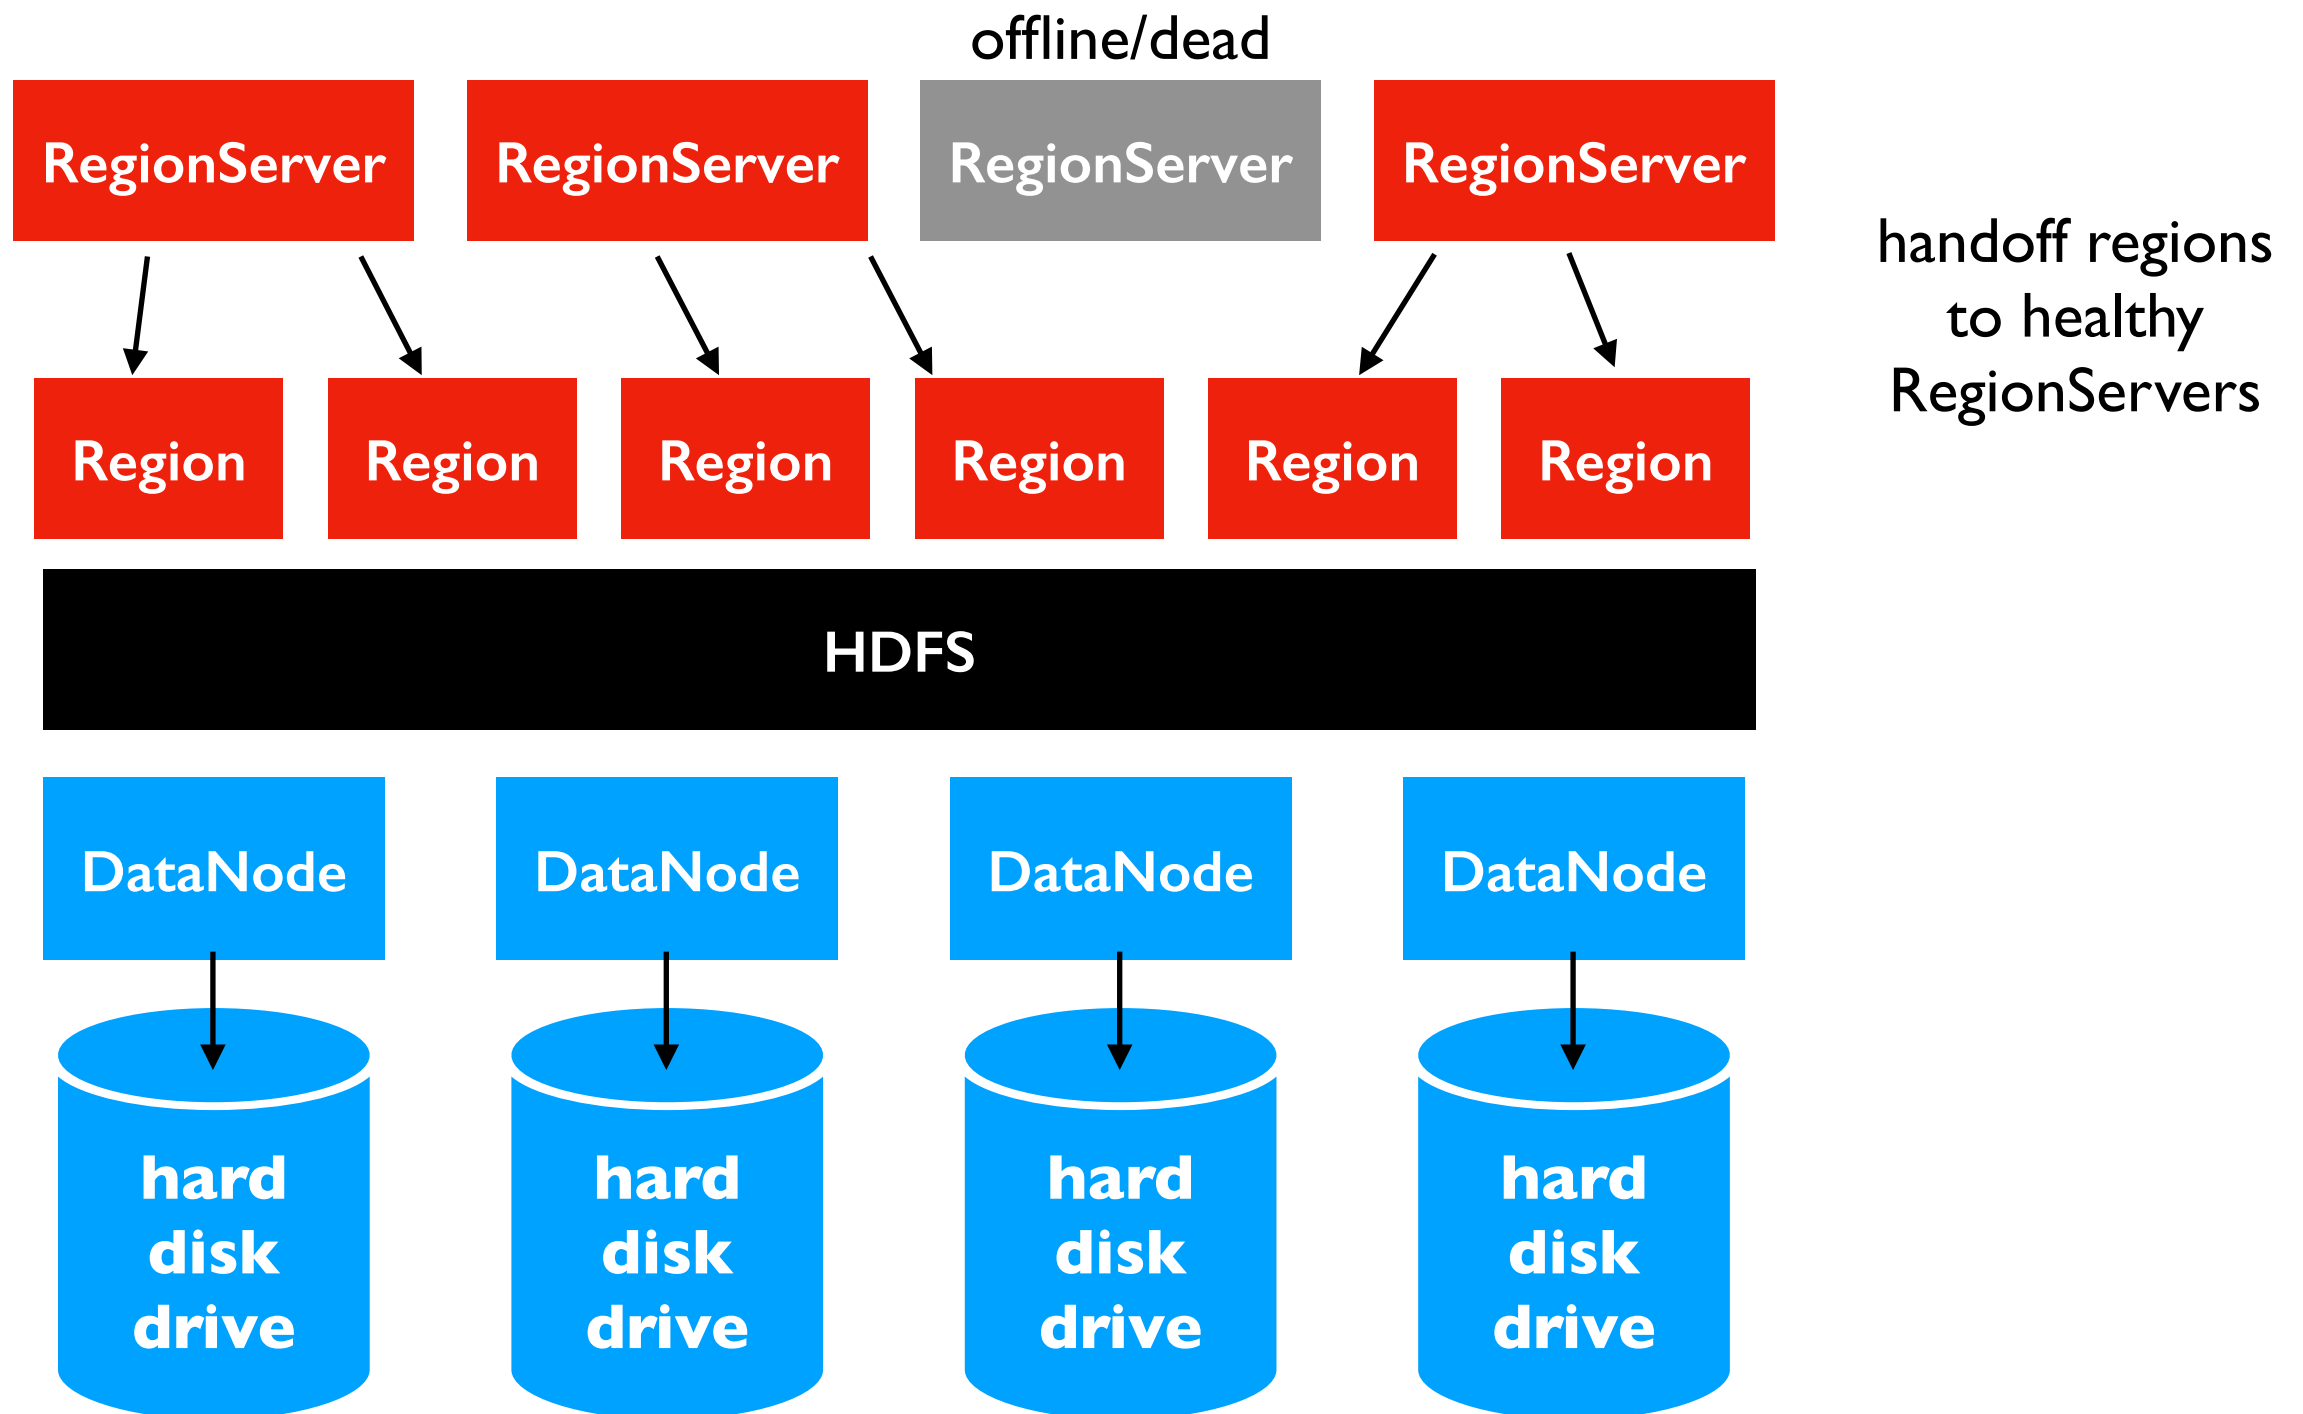 offline/dead
RegionServer
RegionServer
RegionServer
RegionServer
handoff regions
to healthy
RegionServers
Region
Region
Region
Region
Region
Region
HDFS
DataNode
DataNode
DataNode
DataNode
hard
disk
drive
hard
disk
drive
hard
disk
drive
hard
disk
drive